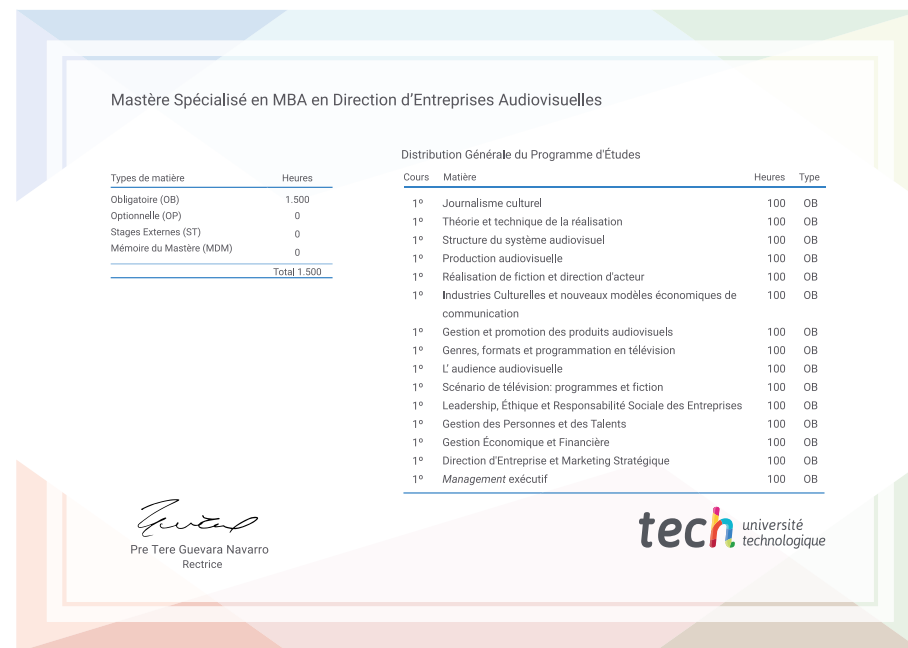 Mastère Spécialisé en MBA en Direction d'Entreprises Audiovisuelles
Types de matière Heures
Obligatoire (OB) 1.500
Optionnelle (OP) 0
Stages Externes (ST) 0
Mémoire du Mastère (MDM) 0
Total 1.500
Distribution Générale du Programme d'Études
Cours Matière Heures Type
1º Journalisme culturel 100 OB
1º Théorie et technique de la réalisation 100 OB
1º Structure du système audiovisuel 100 OB
1º Production audiovisuelle 100 OB
1º Réalisation de fiction et direction d'acteur 100 OB
1º Industries Culturelles et nouveaux modèles économiques de 100 OB
communication
1º Gestion et promotion des produits audiovisuels 100 OB
1º Genres, formats et programmation en télévision 100 OB
1º L' audience audiovisuelle 100 OB
1º Scénario de télévision: programmes et fiction 100 OB
1º Leadership, Éthique et Responsabilité Sociale des Entreprises 100 OB
1º Gestion des Personnes et des Talents 100 OB
1º Gestion Économique et Financière 100 OB
1º Direction d'Entreprise et Marketing Stratégique 100 OB
1º Management exécutif 100 OB
Pre Tere Guevara Navarro
Rectrice
tech université
technologique